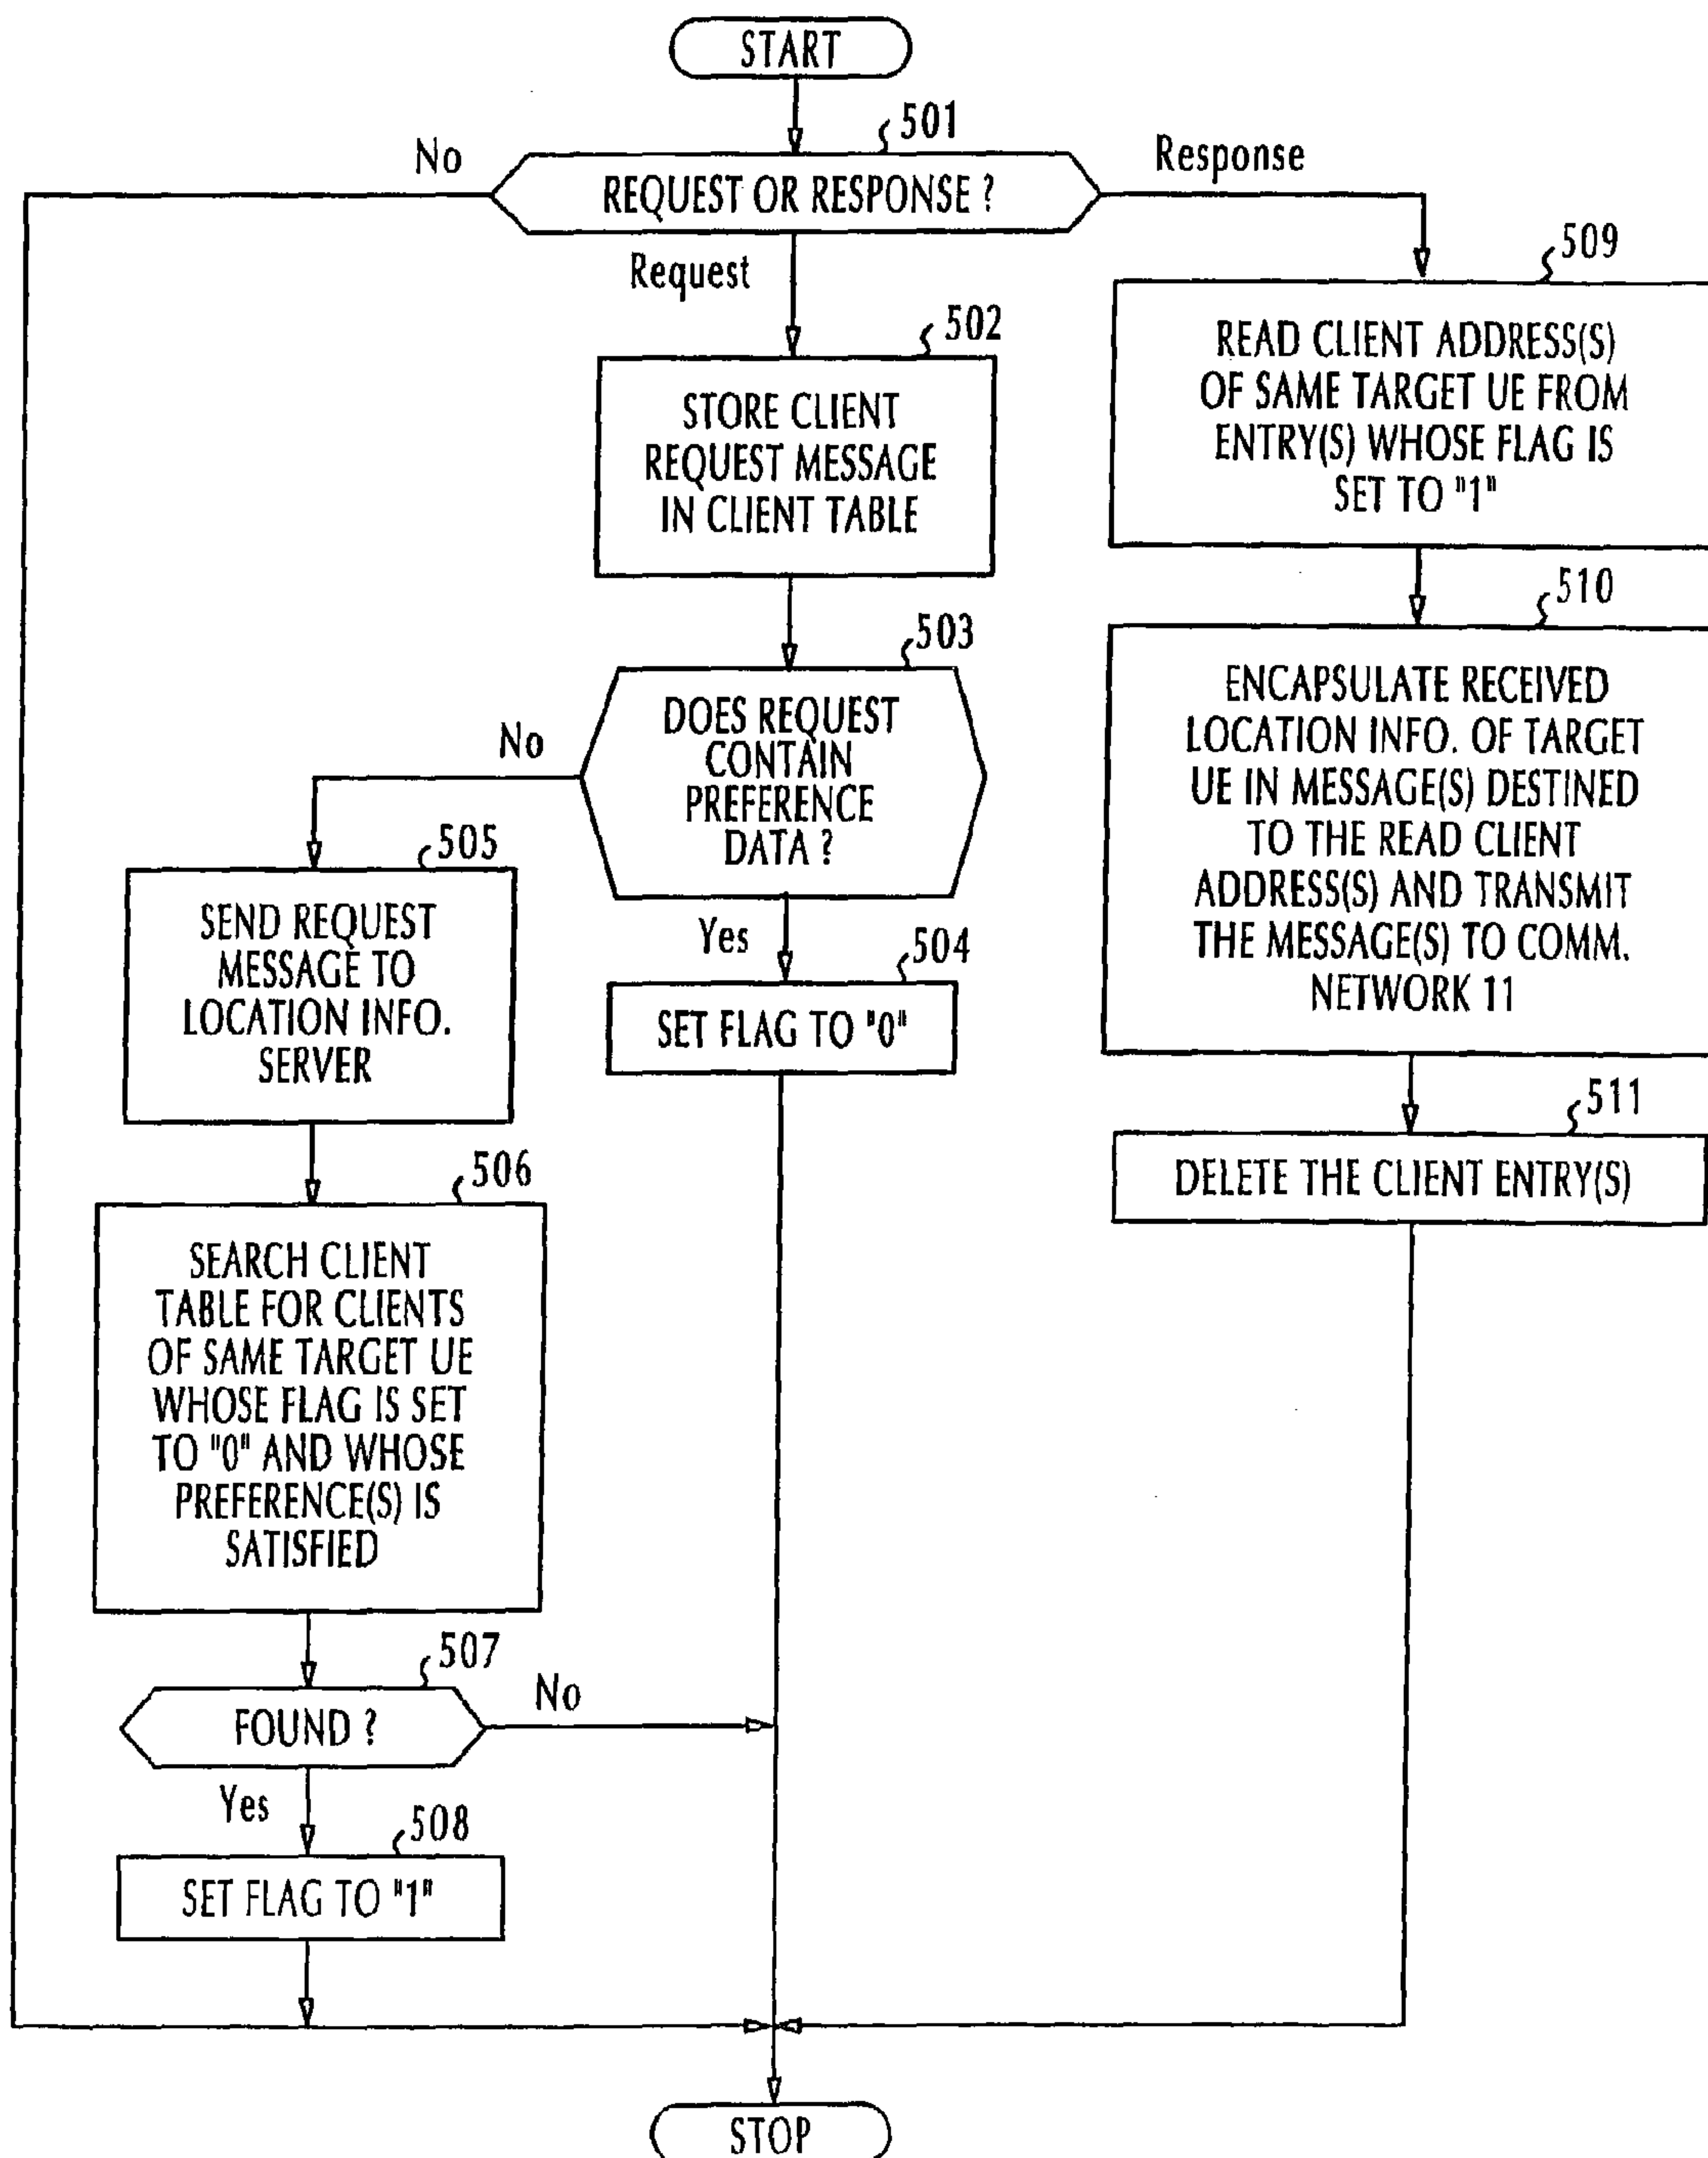 START
501
No
REQUEST OR RESPONSE ?
Response
Request
502
STORE CLIENT
REQUEST MESSAGE
IN CLIENT TABLE
503
DOES REQUEST
CONTAIN
PREFERENCE
DATA ?
No
Yes
504
SET FLAG TO "0"
505
SEND REQUEST
MESSAGE TO
LOCATION INFO.
SERVER
506
SEARCH CLIENT
TABLE FOR CLIENTS
OF SAME TARGET UE
WHOSE FLAG IS SET
TO "0" AND WHOSE
PREFERENCE(S) IS
SATISFIED
507
FOUND ?
No
Yes
508
SET FLAG TO "1"
509
READ CLIENT ADDRESS(S)
OF SAME TARGET UE FROM
ENTRY(S) WHOSE FLAG IS
SET TO "1"
510
ENCAPSULATE RECEIVED
LOCATION INFO. OF TARGET
UE IN MESSAGE(S) DESTINED
TO THE READ CLIENT
ADDRESS(S) AND TRANSMIT
THE MESSAGE(S) TO COMM.
NETWORK 11
511
DELETE THE CLIENT ENTRY(S)
STOP